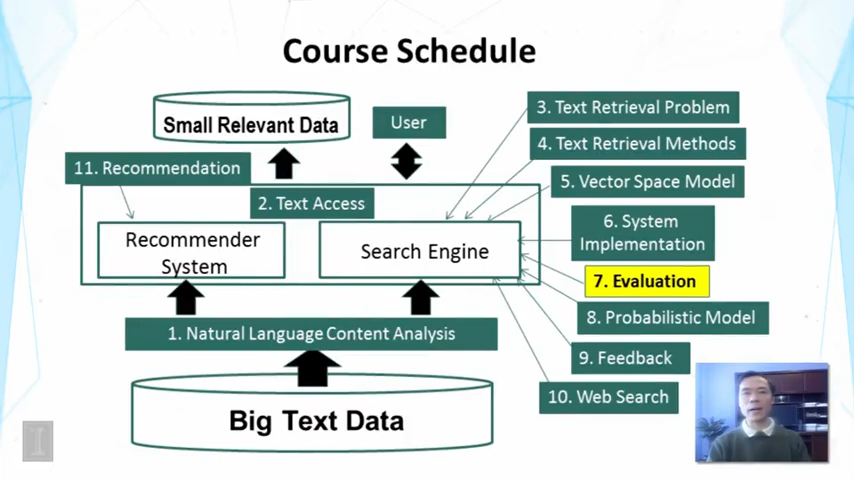 Course Schedule
Small Relevant Data
User
3. Text Retrieval Problem
4. Text Retrieval Methods
11. Recommendation
5. Vector Space Model
2. Text Access
6. System
Implementation
Recommender
System
Search Engine
7. Evaluation
8. Probabilistic Model
1. Natural Language Content Analysis
9. Feedback
10. Web Search
Big Text Data
I